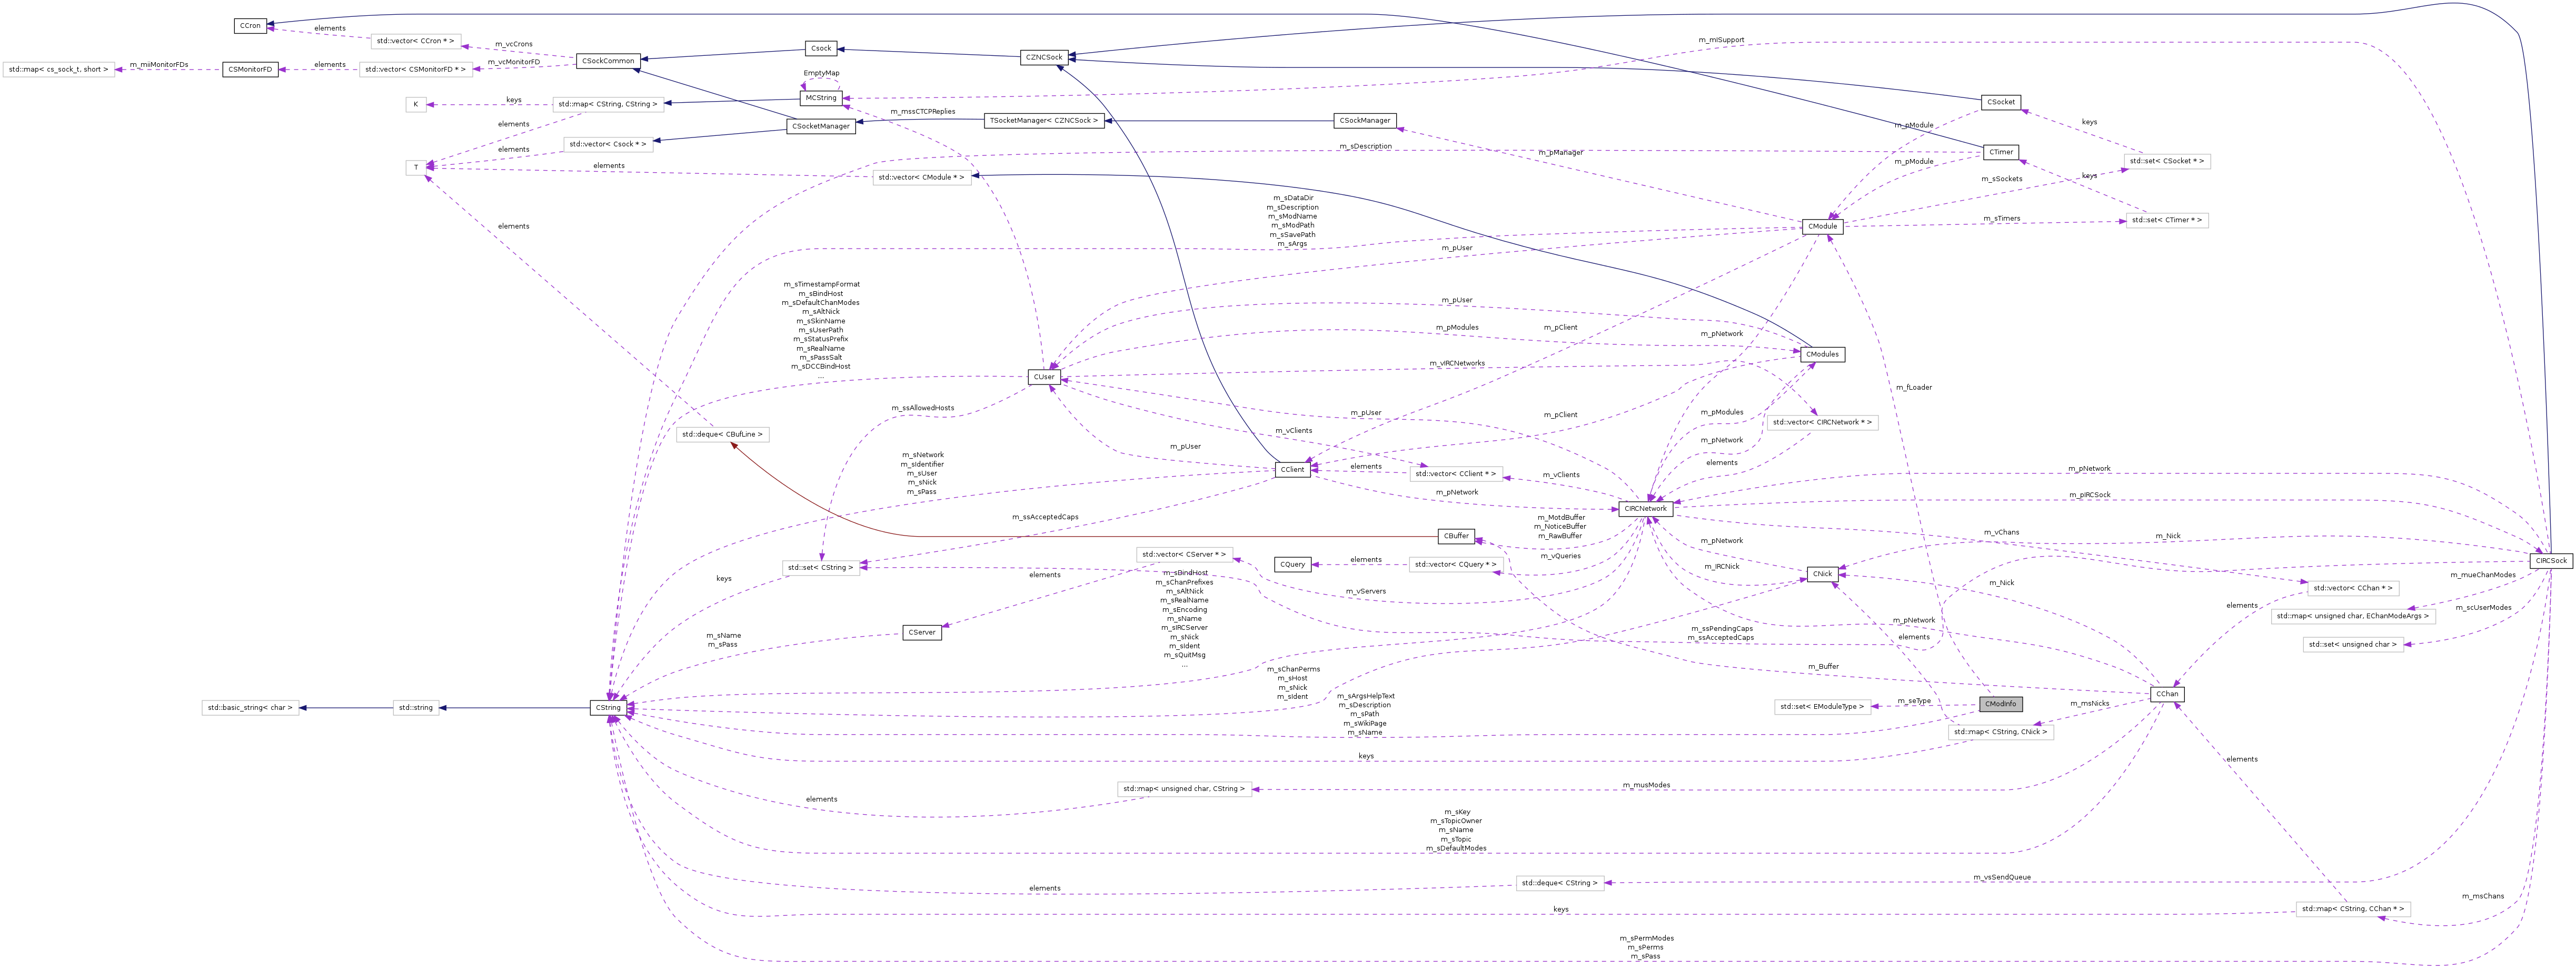 CCron
elements
std::vector< CCron * >
m_vcCrons
Csock
CZNCSock
m_mISupport
CSockCommon
std::map< cs_sock_t, short >
m_miiMonitorFDs
CSMonitorFD
elements
std::vector< CSMonitorFD * >
m_vcMonitorFD
EmptyMap
MCString
K
keys
std::map< CString, CString >
m_mssCTCPReplies
CSocket
elements
CSocketManager
TSocketManager< CZNCSock >
CSockManager
m_pModule
keys
std::vector< Csock * >
elements
m_sDescription
m_pManager
CTimer
m_pModule
std::set< CSocket * >
T
elements
std::vector< CModule * >
m_sSockets
keys
m_sDataDir
m_sDescription
m_sModName
m_sModPath
m_sSavePath
m_sArgs
elements
CModule
m_sTimers
std::set< CTimer * >
m_pUser
m_sTimestampFormat
m_sBindHost
m_sDefaultChanModes
m_sAltNick
m_sSkinName
m_sUserPath
m_sStatusPrefix
m_sRealName
m_sPassSalt
m_sDCCBindHost
...
m_pUser
m_pModules
m_pClient
m_pNetwork
CModules
m_vIRCNetworks
CUser
m_fLoader
m_ssAllowedHosts
m_pUser
m_pClient
m_pModules
std::vector< CIRCNetwork * >
std::deque< CBufLine >
m_vClients
m_pNetwork
m_pUser
m_sNetwork
m_sIdentifier
m_sUser
m_sNick
m_sPass
CClient
elements
std::vector< CClient * >
m_vClients
elements
m_pNetwork
m_pNetwork
m_pIRCSock
CIRCNetwork
m_ssAcceptedCaps
m_MotdBuffer
m_NoticeBuffer
m_RawBuffer
CBuffer
m_vChans
m_Nick
m_pNetwork
std::vector< CServer * >
CQuery
elements
std::vector< CQuery * >
m_vQueries
CIRCSock
std::set< CString >
keys
elements
m_sBindHost
m_sChanPrefixes
m_sAltNick
m_sRealName
m_sEncoding
m_sName
m_sIRCServer
m_sNick
m_sIdent
m_sQuitMsg
...
m_vServers
m_IRCNick
CNick
m_Nick
m_mueChanModes
std::vector< CChan * >
elements
m_scUserModes
std::map< unsigned char, EChanModeArgs >
CServer
m_sName
m_sPass
m_ssPendingCaps
m_ssAcceptedCaps
m_pNetwork
elements
std::set< unsigned char >
m_Buffer
m_sChanPerms
m_sHost
m_sNick
m_sIdent
CChan
std::basic_string< char >
std::string
CString
m_sArgsHelpText
m_sDescription
m_sPath
m_sWikiPage
m_sName
std::set< EModuleType >
m_seType
CModInfo
m_msNicks
std::map< CString, CNick >
keys
elements
std::map< unsigned char, CString >
m_musModes
elements
m_sKey
m_sTopicOwner
m_sName
m_sTopic
m_sDefaultModes
elements
std::deque< CString >
m_vsSendQueue
m_msChans
keys
std::map< CString, CChan * >
m_sPermModes
m_sPerms
m_sPass